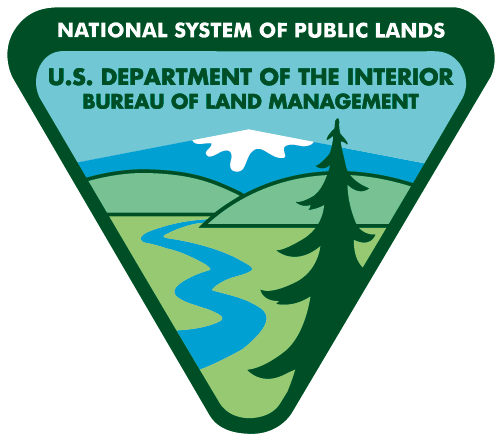 NATIONAL SYSTEM OF PUBLIC LANDS
U.S. DEPARTMENT OF THE INTERIOR
BUREAU OF LAND MANAGEMENT